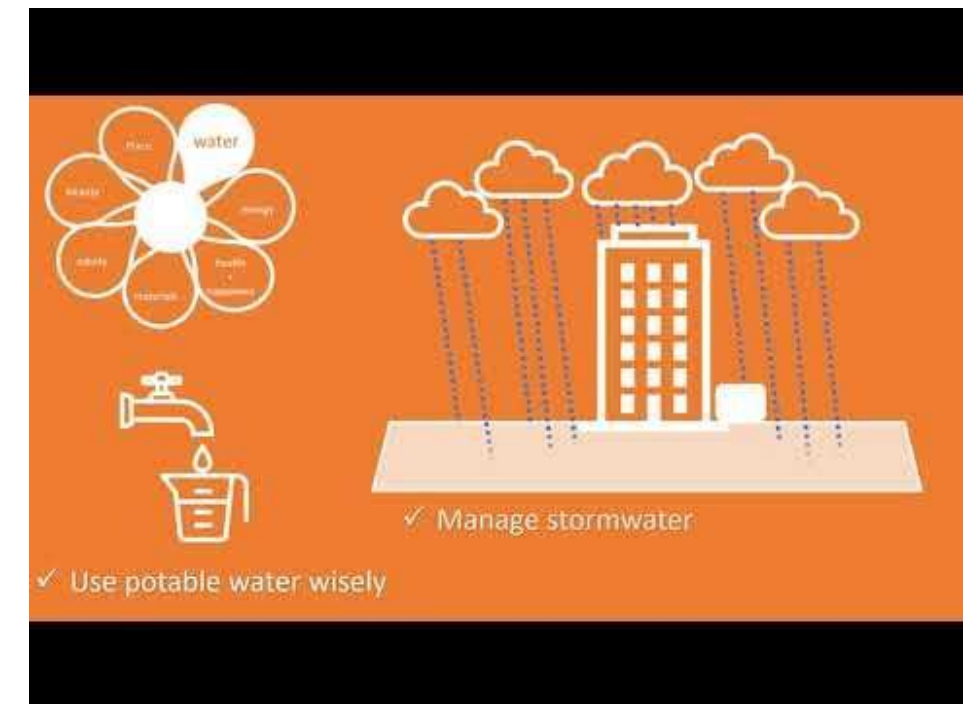 Place
water
beauty
energy
equity
health
+
happiness
materials
✓ Manage stormwater
✓ Use potable water wisely